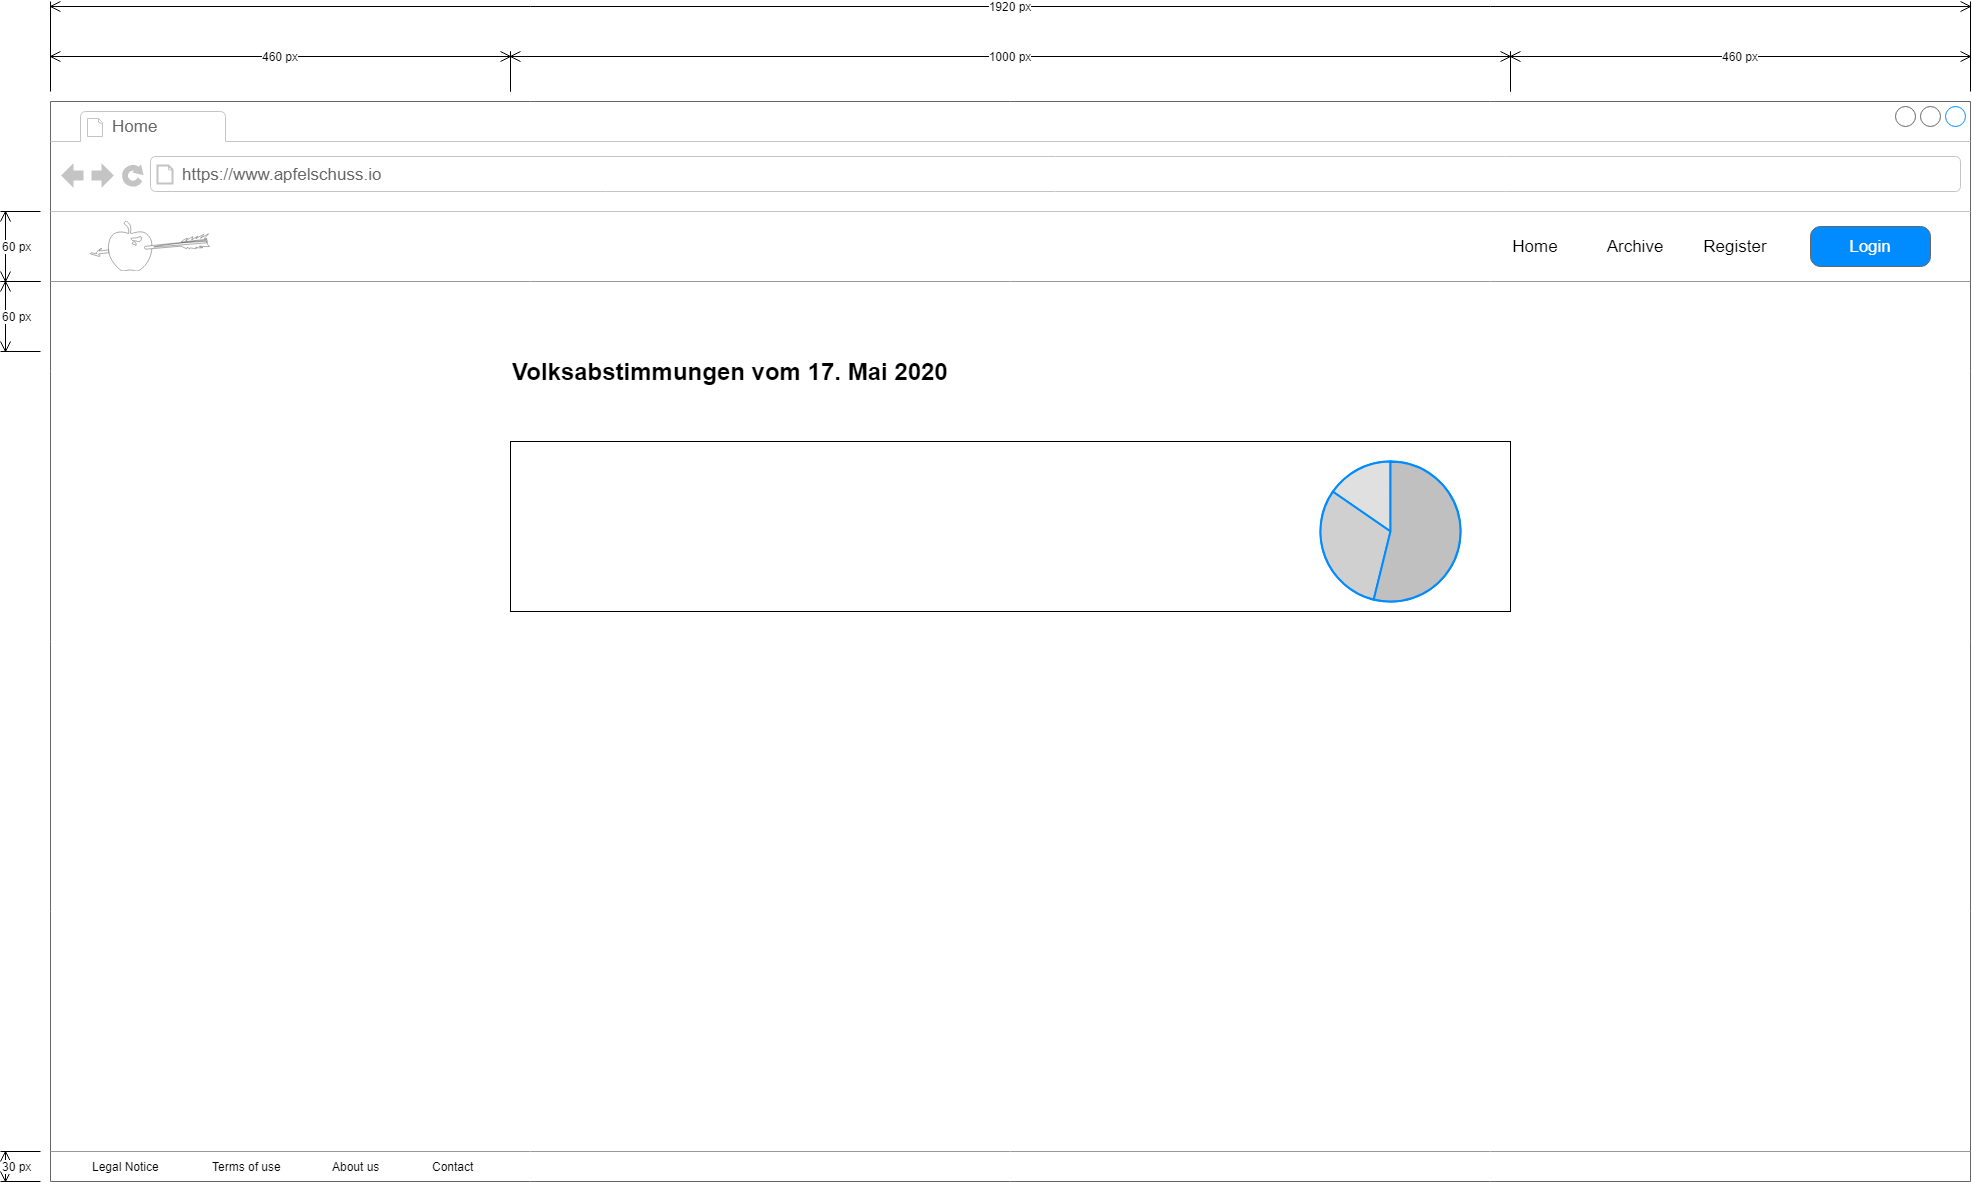 1920 px
460 px
1000 px
460 px
Home
https://www.apfelschuss.io
60 px
Home
Archive
Register
Login
60 px
Volksabstimmungen vom 17. Mai 2020
30 px
Legal Notice
Terms of use
About us
Contact